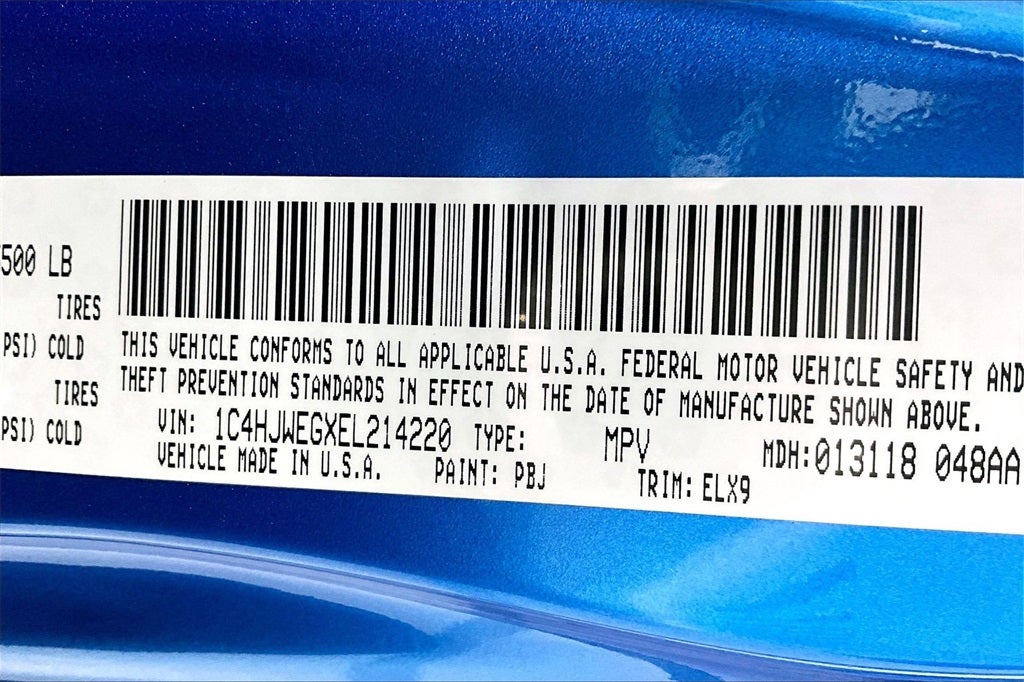 500 LB
TIRES
PSI) COLD
TIRES
PSI) COLD
THIS VEHICLE CONFORMS TO ALL APPLICABLE U.S.A. FEDERAL MOTOR VEHICLE SAFETY AND
THEFT PREVENTION STANDARDS IN EFFECT ON THE DATE OF MANUFACTURE SHOWN ABOVE.
VIN: 1C4HJWEGXEL214220 TYPE: MPV MDH:013118 048AA
VEHICLE MADE IN U.S.A. PAINT: PBJ TRIM: ELX9